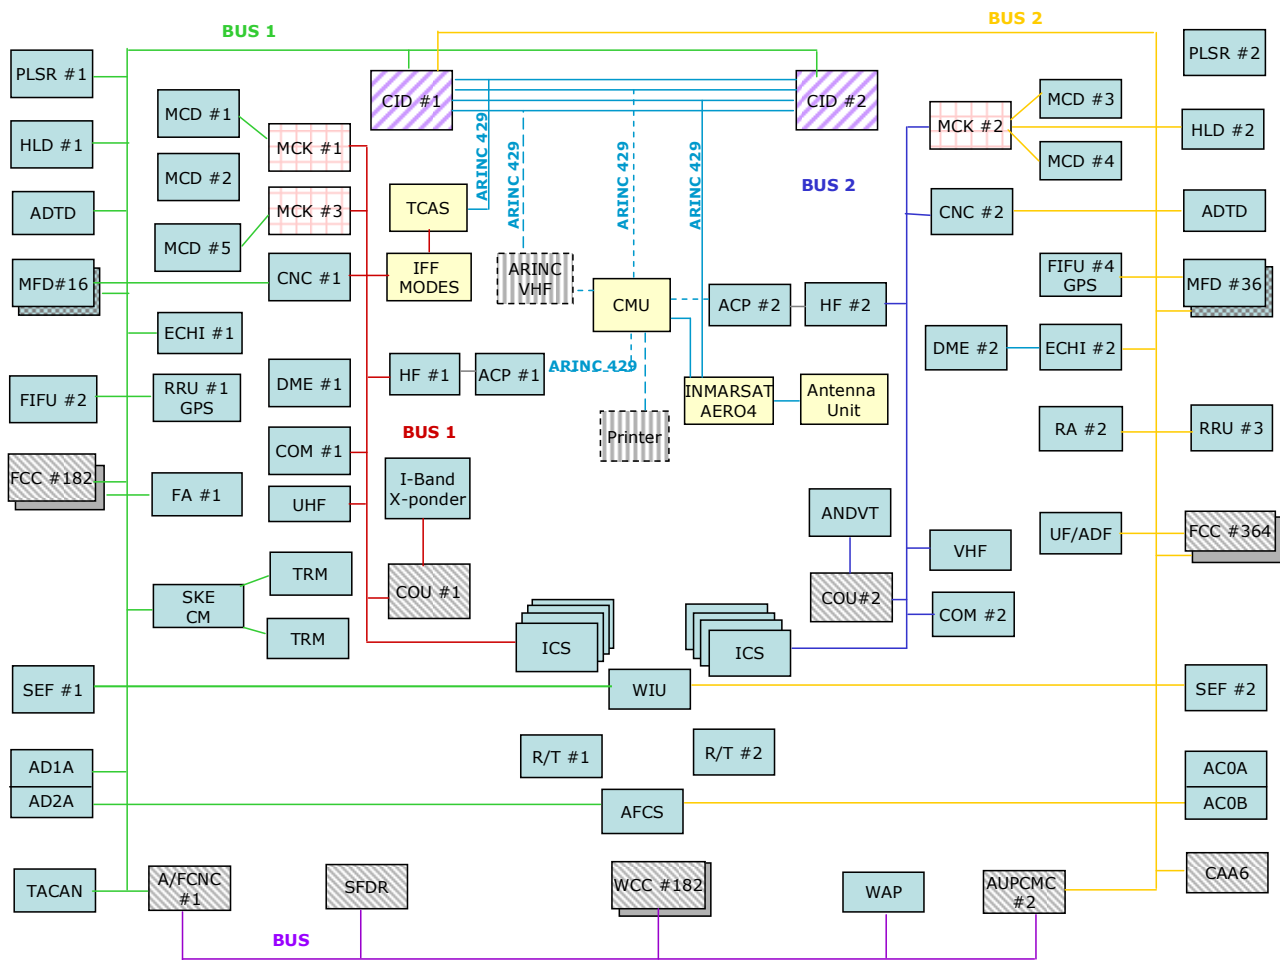 BUS 1
BUS 2
PLSR #1
PLSR #2
MCD #1
CID #1
CID #2
MCD #3
HLD #1
MCK #1
MCK #2
HLD #2
ARINC 429
ARINC 429
ARINC 429
ARINC 429
MCD #2
MCD #4
BUS 2
ADTD
MCK #3
TCAS
CNC #2
ADTD
MCD #5
MFD#16
CNC #1
IFF
MODES
ARINC
VHF
CMU
ACP #2
HF #2
FIFU #4
GPS
MFD #36
ECHI #1
DME #2
ECHI #2
FIFU #2
RRU #1
GPS
DME #1
HF #1
ACP #1
ARINC 429
INMARSAT
AERO4
Antenna
Unit
BUS 1
Printer
RA #2
RRU #3
COM #1
FCC #182
FA #1
UHF
I-Band
X-ponder
ANDVT
UF/ADF
FCC #364
VHF
TRM
SKE
CM
COU #1
COU#2
COM #2
TRM
ICS
ICS
SEF #1
WIU
SEF #2
R/T #1
R/T #2
AD1A
AD2A
AFCS
AC0A
AC0B
TACAN
A/FCNC
#1
SFDR
WCC #182
WAP
AUPCMC
#2
CAA6
BUS